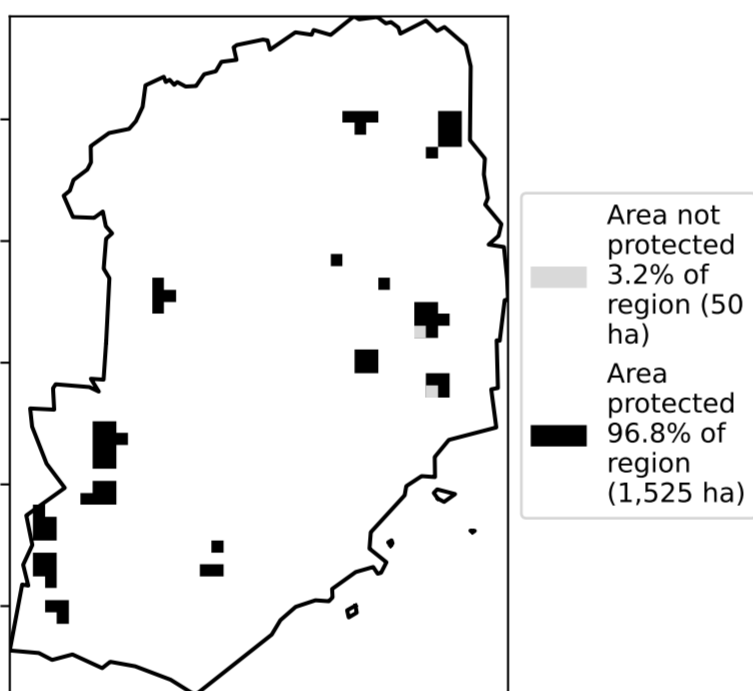 Area not
protected
3.2% of
region (50
ha)
Area
protected
96.8% of
region
(1,525 ha)